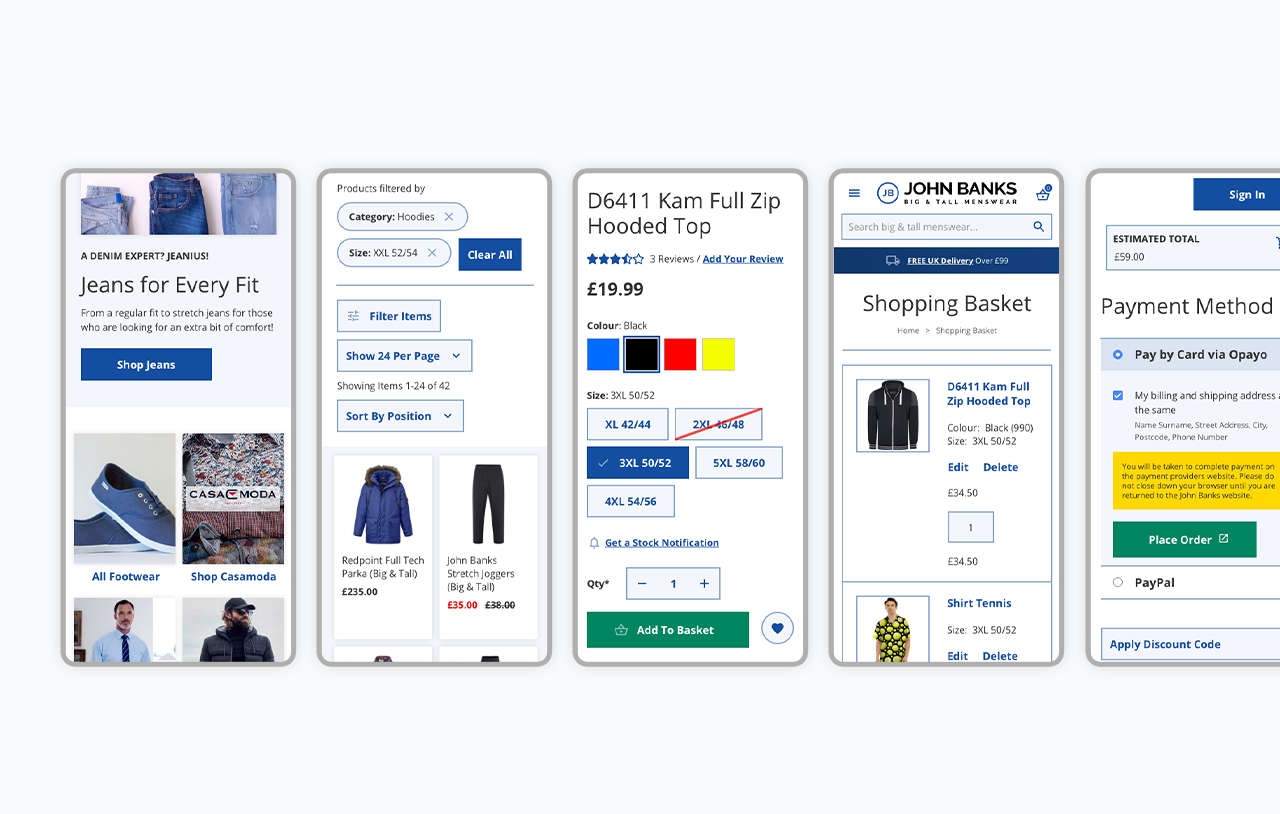 A DENIM EXPERT? JEANIUS!
Jeans for Every Fit
From a regular fit to stretch jeans for those
who are looking for an extra bit of comfort!
Shop Jeans
CASAMODA
All Footwear
Shop Casamoda
Products filtered by
Category: Hoodies
Size: XXL 52/54
Clear All
Filter Items
Show 24 Per Page
Showing Items 1-24 of 42
Sort By Position
Redpoint Full Tech
Parka (Big & Tall)
£235.00
John Banks
Stretch Joggers
(Big & Tall)
£35.00 £38.00
D6411 Kam Full Zip
Hooded Top
3 Reviews / Add Your Review
£19.99
Colour: Black
Size: 3XL 50/52
XL 42/44
2XL 46/48
3XL 50/52
5XL 58/60
4XL 54/56
Get a Stock Notification
Qty*
1
Add To Basket
JB
JOHN BANKS
BIG & TALL MENSWEAR
0
Search big & tall menswear...
FREE UK Delivery Over £99
Shopping Basket
Home > Shopping Basket
D6411 Kam Full
Zip Hooded Top
Colour: Black (990)
Size: 3XL 50/52
Edit Delete
£34.50
1
£34.50
Shirt Tennis
Size: 3XL 50/52
Edit Delete
Sign In
ESTIMATED TOTAL
£59.00
Payment Method
Pay by Card via Opayo
My billing and shipping address a
the same
Name Surname, Street Address, City,
Postcode, Phone Number
You will be taken to complete payment on
the payment providers website. Please do
not close down your browser until you are
returned to the John Banks website.
Place Order
PayPal
Apply Discount Code